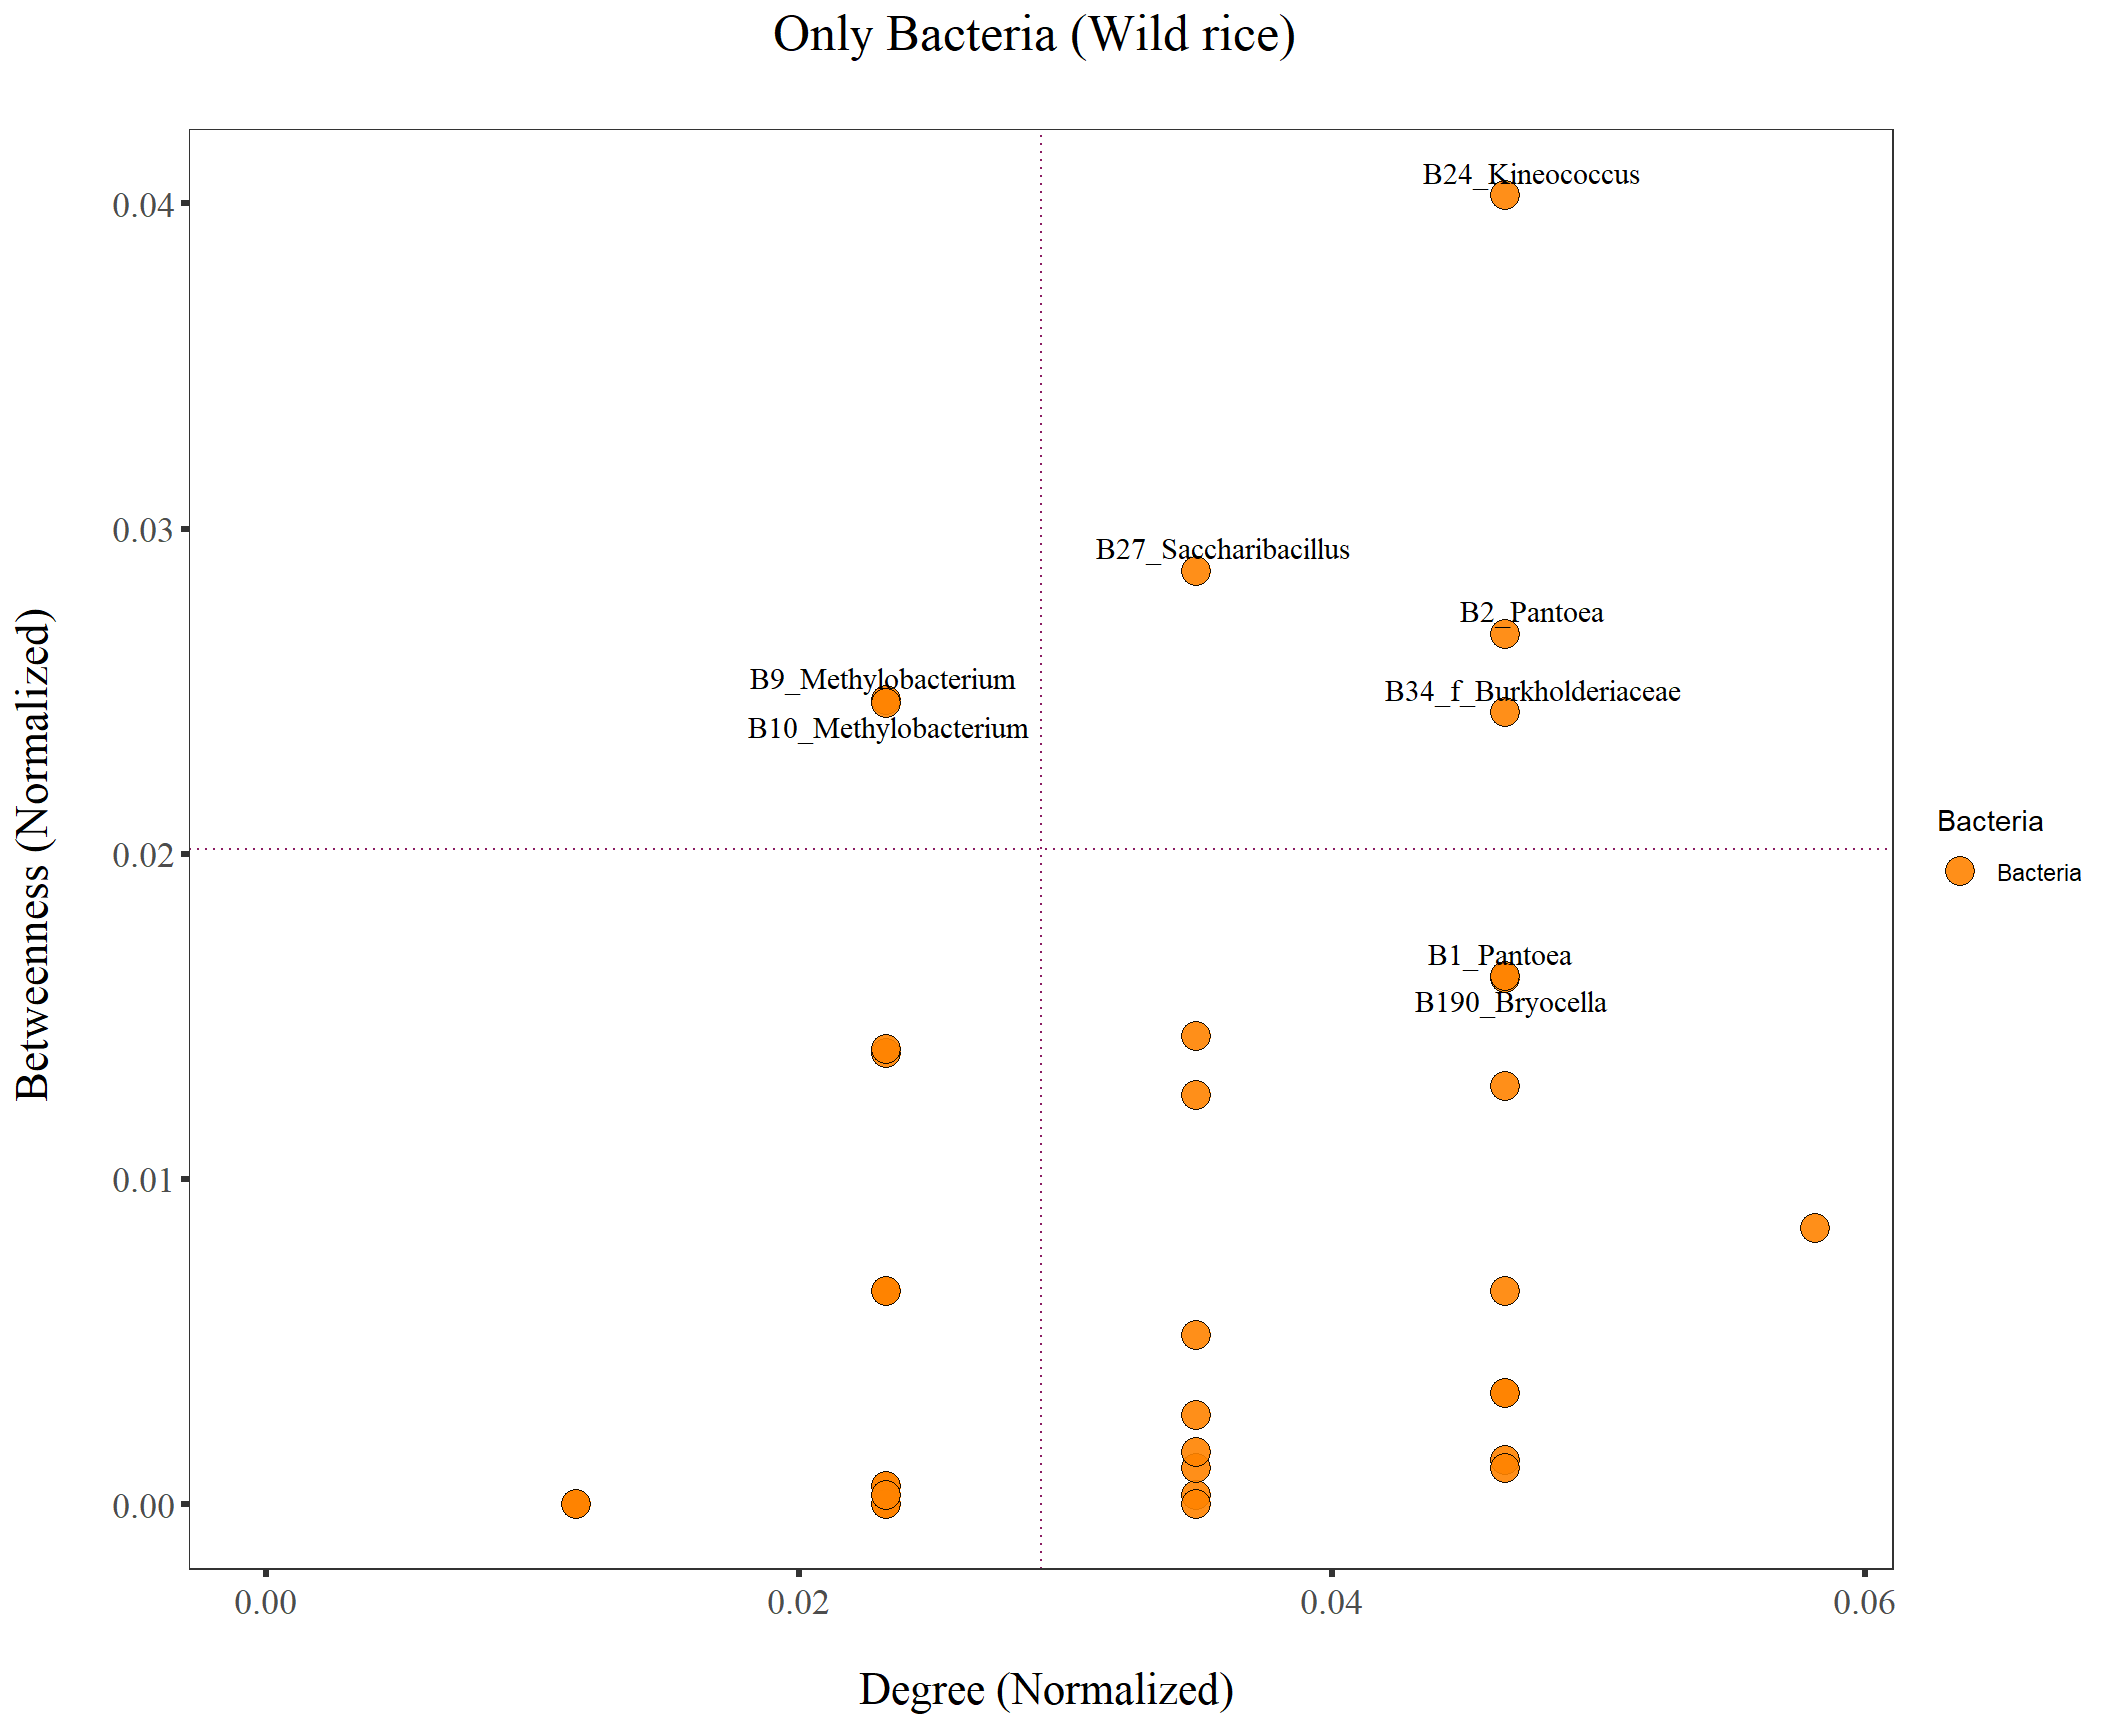 Only Bacteria (Wild rice)
B24_Kineococcus
0.04
B27_Saccharibacillus
0.03
B2_Pantoea
B9_Methylobacterium
B34_f_Burkholderiaceae
B10_Methylobacterium
Betweenness (Normalized)
Bacteria
0.02
Bacteria
B1_Pantoea
B190_Bryocella
0.01
0.00
0.00
0.02
0.04
0.06
Degree (Normalized)